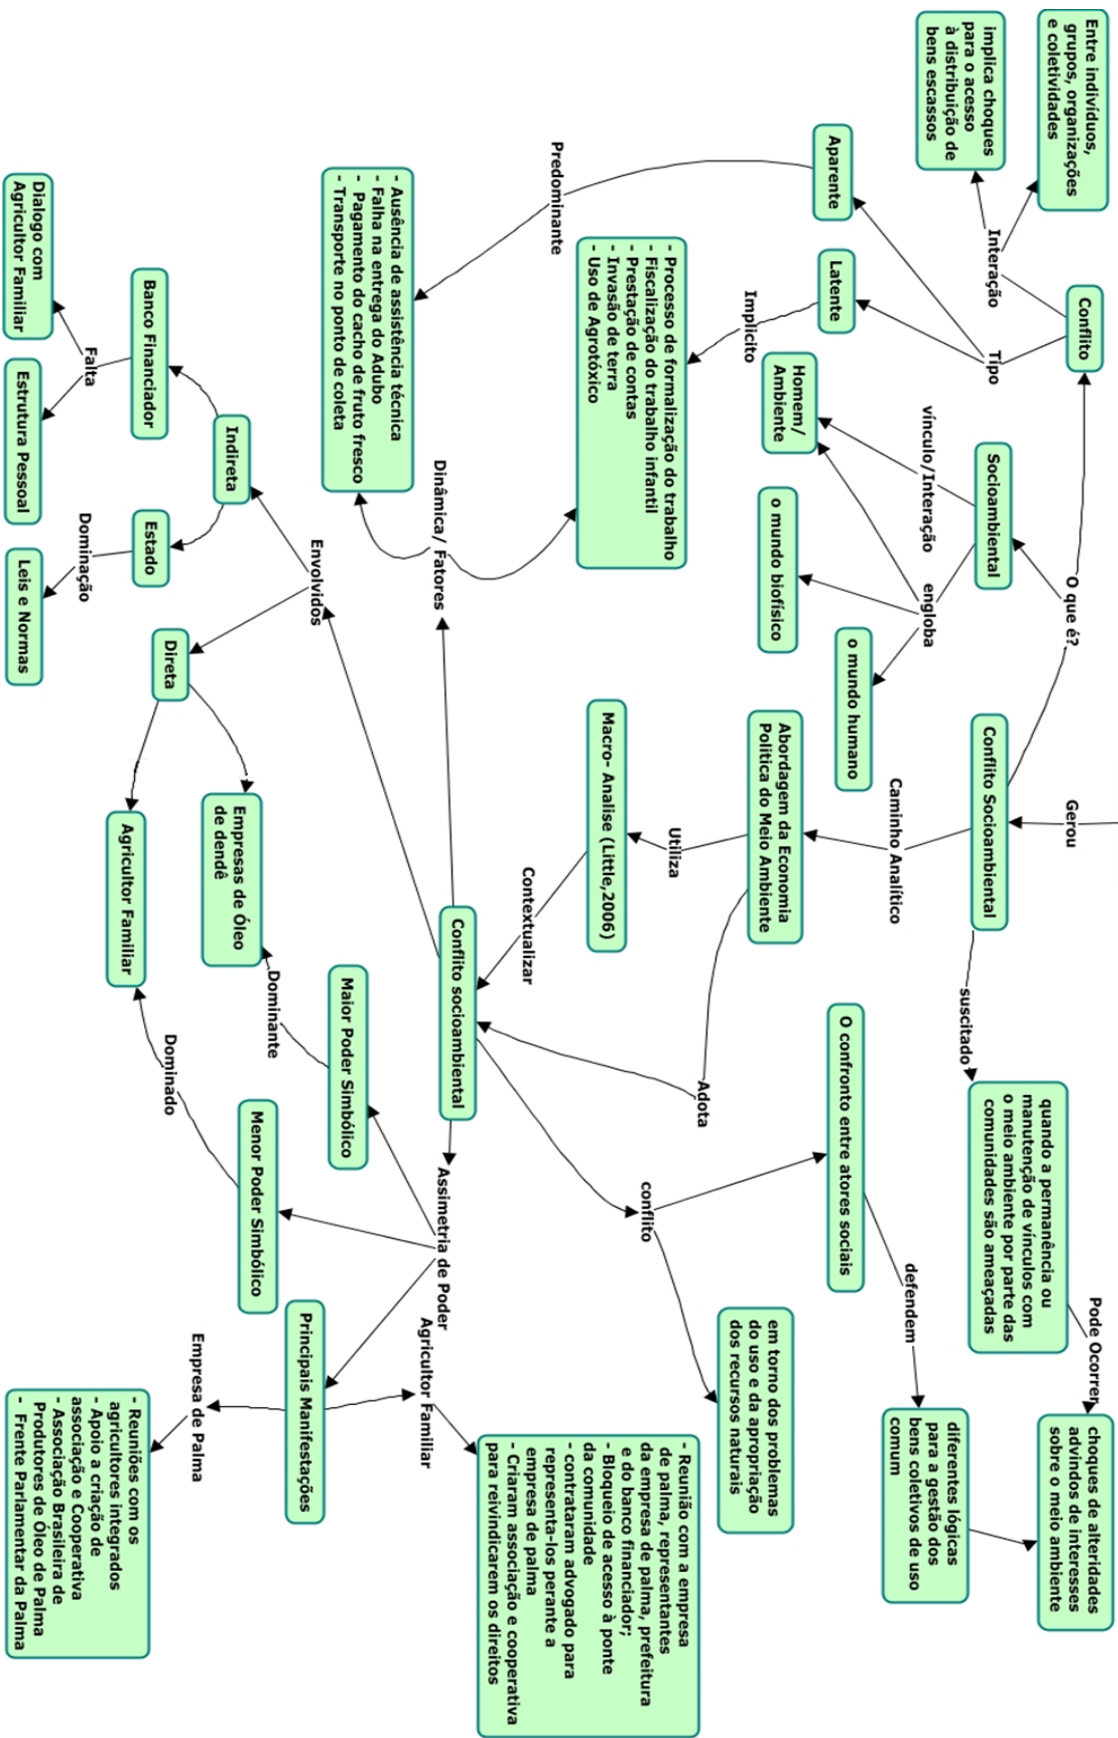 Gerou
Conflito Socioambiental
O que é?
Conflito
Interação
Entre indivíduos,
grupos, organizações
e coletividades
implica choques
para o acesso
à distribuição de
bens escassos
Tipo
Aparente
Latente
Socioambiental
vínculo/Interação
engloba
Homem/
Ambiente
o mundo biofísico
o mundo humano
Predominante
- Ausência de assistência técnica
- Falha na entrega do Adubo
- Pagamento do cacho de fruto fresco
- Transporte no ponto de coleta
Implicito
- Processo de formalização do trabalho
- Fiscalização do trabalho infantil
- Prestação de contas
- Invasão de terra
- Uso de Agrotóxico
Caminho Analítico
Abordagem da Economia
Politica do Meio Ambiente
Utiliza
Macro- Analise (Little,2006)
Contextualizar
Adota
suscitado
quando a permanência ou
manutenção de vínculos com
o meio ambiente por parte das
comunidades são ameaçadas
Pode Ocorrer
choques de alteridades
advindos de interesses
sobre o meio ambiente
O confronto entre atores sociais
defendem
diferentes lógicas
para a gestão dos
bens coletivos de uso
comum
conflito
em torno dos problemas
do uso e da apropriação
dos recursos naturais
Conflito socioambiental
Dinâmica/ Fatores
Envolvidos
Indireta
Banco Financiador
Falta
Dialogo com
Agricultor Familiar
Estrutura Pessoal
Estado
Dominação
Leis e Normas
Direta
Empresas de Óleo
de dendê
Agricultor Familiar
Assimetria de Poder
Maior Poder Simbólico
Dominante
Menor Poder Simbólico
Dominado
Principais Manifestações
Agricultor Familiar
- Reunião com a empresa
de palma, representantes
da empresa de palma, prefeitura
e do banco financiador;
- Bloqueio de acesso à ponte
da comunidade
- contrataram advogado para
representa-los perante a
empresa de palma
- Criaram associação e cooperativa
para reivindicarem os direitos
Empresa de Palma
- Reuniões com os
agricultores integrados
- Apoio a criação de
associação e Cooperativa
- Associação Brasileira de
Produtores de Óleo de Palma
- Frente Parlamentar da Palma